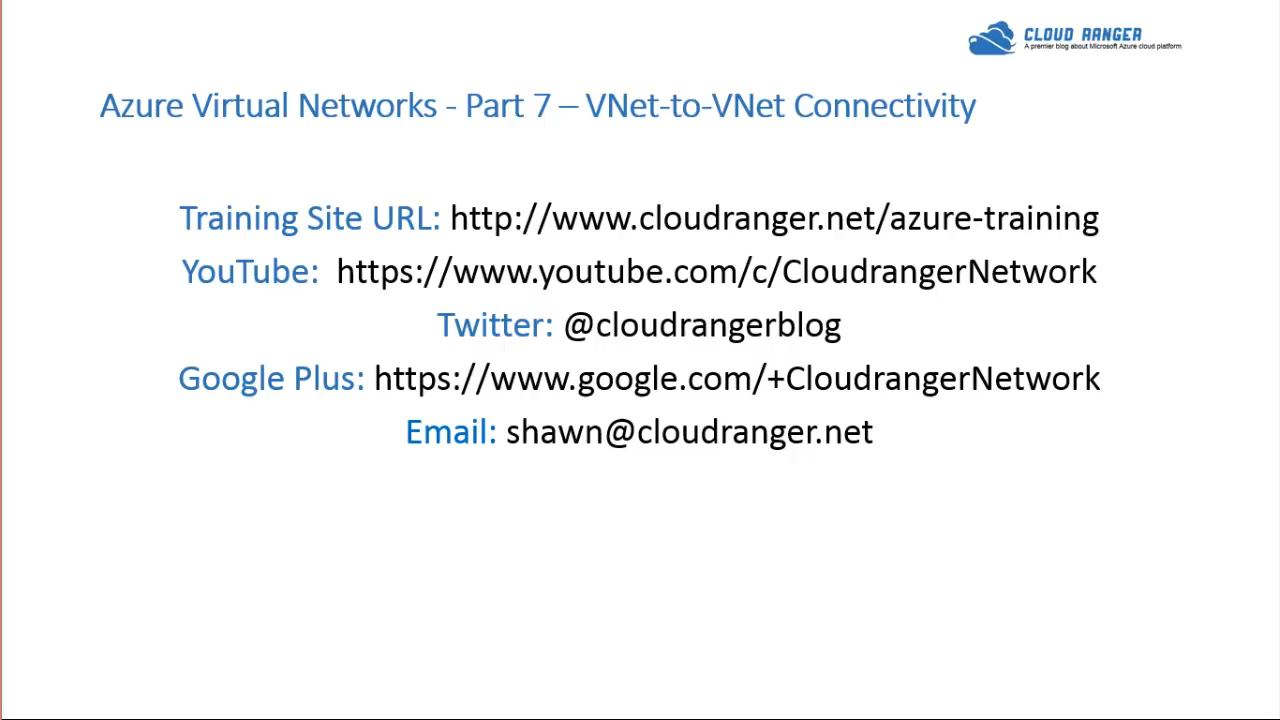 CLOUD RANGER
A premier blog about Microsoft Azure cloud platform
Azure Virtual Networks - Part 7 – VNet-to-VNet Connectivity
Training Site URL: http://www.cloudranger.net/azure-training
YouTube: https://www.youtube.com/c/CloudrangerNetwork
Twitter: @cloudrangerblog
Google Plus: https://www.google.com/+CloudrangerNetwork
Email: shawn@cloudranger.net